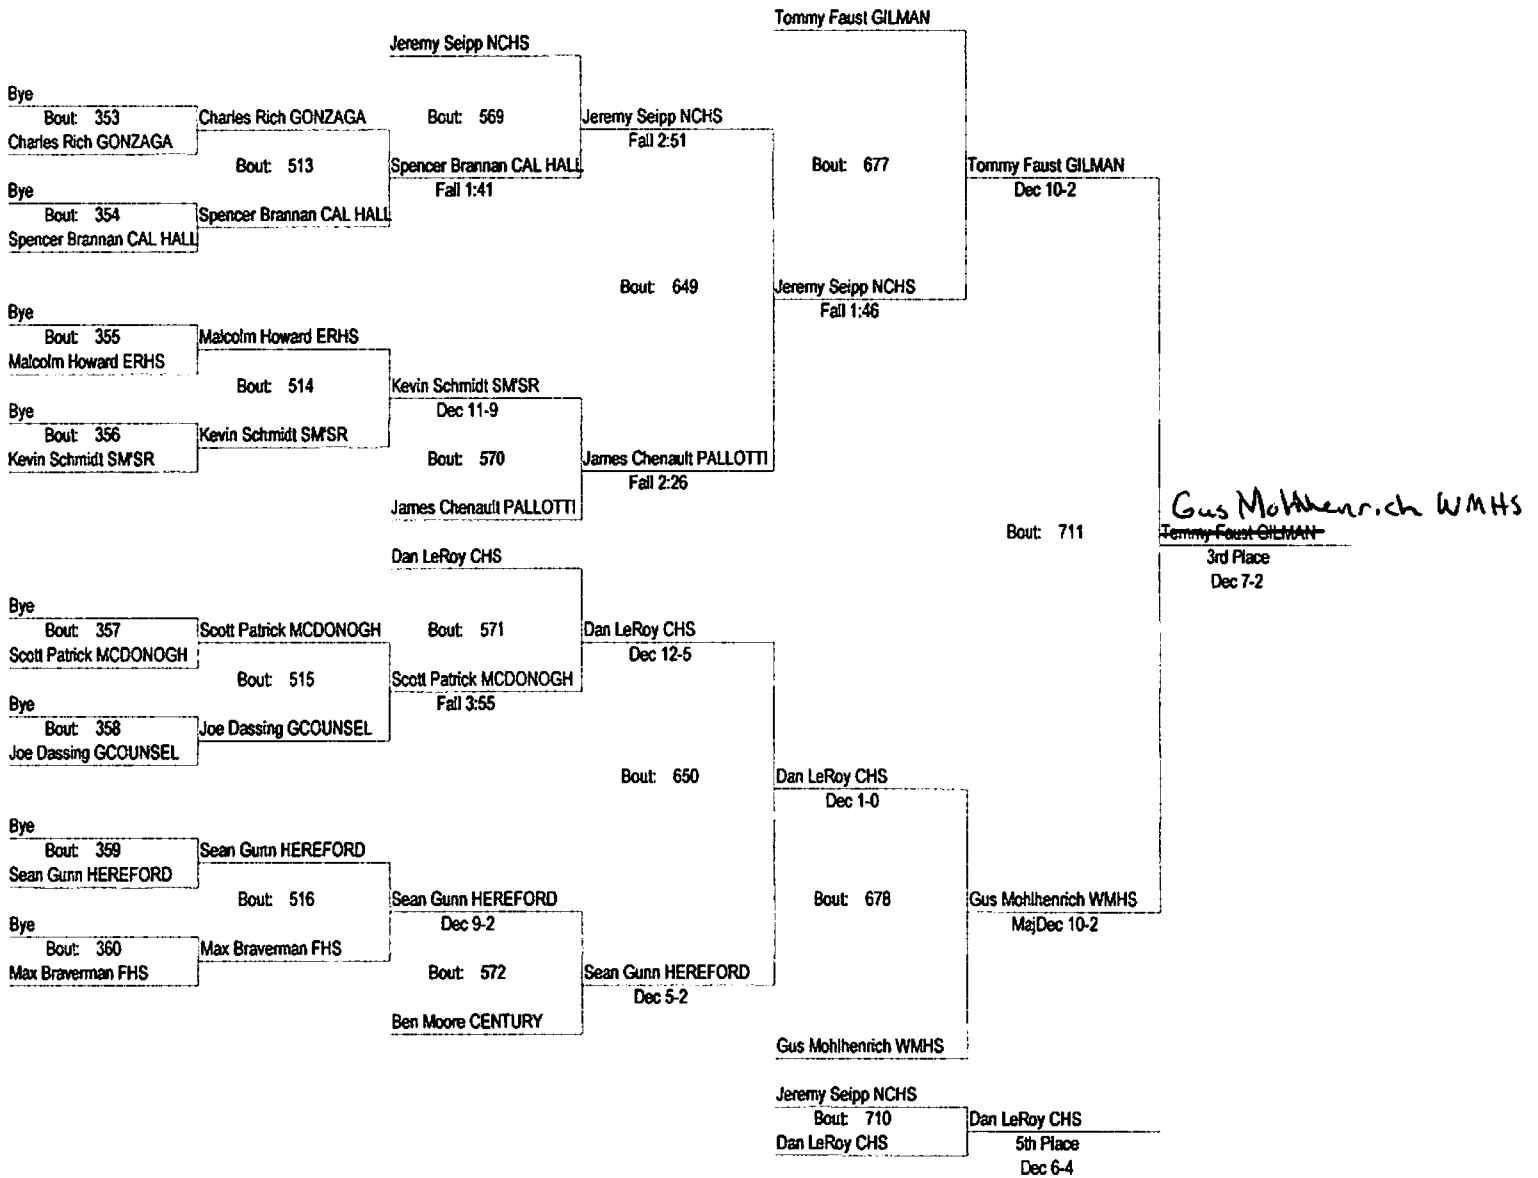 Tommy Faust GILMAN
Jeremy Seipp NCHS
Bye
Bout: 353
Charles Rich GONZAGA
Charles Rich GONZAGA
Bout: 569
Jeremy Seipp NCHS
Fall 2:51
Bout: 513
Spencer Brannan CAL HALL
Fall 1:41
Bout: 677
Tommy Faust GILMAN
Dec 10-2
Bye
Bout: 354
Spencer Brannan CAL HALL
Spencer Brannan CAL HALL
Bout: 649
Jeremy Seipp NCHS
Fall 1:46
Bye
Bout: 355
Malcolm Howard ERHS
Malcolm Howard ERHS
Bout: 514
Kevin Schmidt SM'SR
Dec 11-9
Bye
Bout: 356
Kevin Schmidt SM'SR
Kevin Schmidt SM'SR
Bout: 570
James Chenault PALLOTTI
Fall 2:26
James Chenault PALLOTTI
Gus Mohlhenrich WMHS
Bout: 711
Tommy Faust GILMAN
3rd Place
Dec 7-2
Dan LeRoy CHS
Bye
Bout: 357
Scott Patrick MCDONOGH
Scott Patrick MCDONOGH
Bout: 571
Dan LeRoy CHS
Dec 12-5
Bout: 515
Scott Patrick MCDONOGH
Fall 3:55
Bye
Bout: 358
Joe Dassing GCOUNSEL
Joe Dassing GCOUNSEL
Bout: 650
Dan LeRoy CHS
Dec 1-0
Bye
Bout: 359
Sean Gunn HEREFORD
Sean Gunn HEREFORD
Bout: 516
Sean Gunn HEREFORD
Dec 9-2
Bout: 678
Gus Mohlhenrich WMHS
MajDec 10-2
Bye
Bout: 360
Max Braverman FHS
Max Braverman FHS
Bout: 572
Sean Gunn HEREFORD
Dec 5-2
Ben Moore CENTURY
Gus Mohlhenrich WMHS
Jeremy Seipp NCHS
Bout: 710
Dan LeRoy CHS
Dan LeRoy CHS
5th Place
Dec 6-4